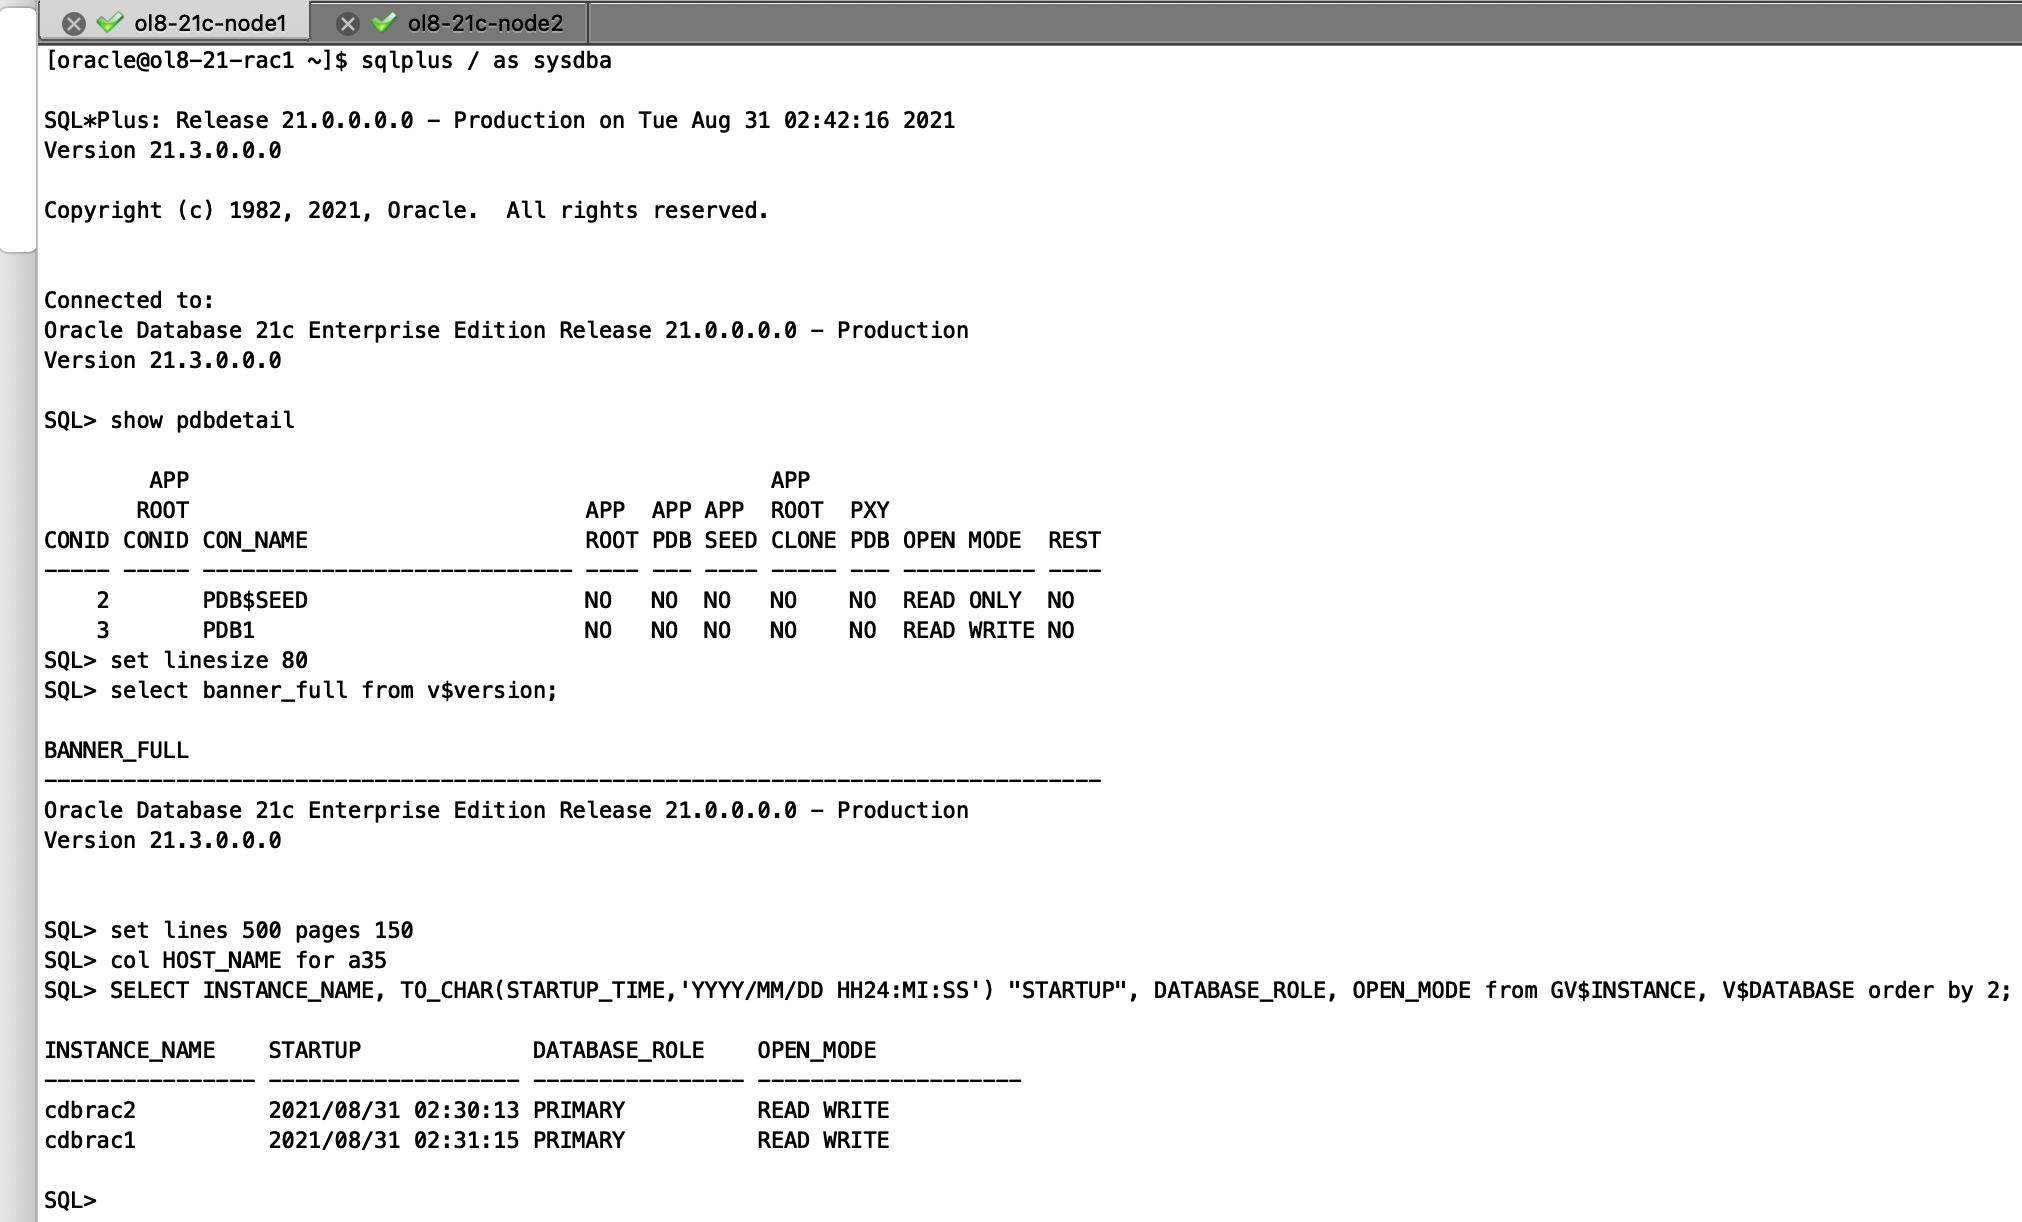 ol8-21c-node1 ol8-21c-node2
[oracle@ol8-21-rac1 ~]$ sqlplus / as sysdba
SQL*Plus: Release 21.0.0.0.0 - Production on Tue Aug 31 02:42:16 2021
Version 21.3.0.0.0
Copyright (c) 1982, 2021, Oracle.  All rights reserved.
Connected to:
Oracle Database 21c Enterprise Edition Release 21.0.0.0.0 - Production
Version 21.3.0.0.0
SQL> show pdbdetail
        APP                                            APP
       ROOT                              APP  APP APP  ROOT  PXY
CONID CONID CON_NAME                     ROOT PDB SEED CLONE PDB OPEN MODE  REST
----- ----- ---------------------------- ---- --- ---- ----- --- ---------- ----
    2       PDB$SEED                     NO   NO  NO   NO    NO  READ ONLY  NO
    3       PDB1                         NO   NO  NO   NO    NO  READ WRITE NO
SQL> set linesize 80
SQL> select banner_full from v$version;
BANNER_FULL
--------------------------------------------------------------------------------
Oracle Database 21c Enterprise Edition Release 21.0.0.0.0 - Production
Version 21.3.0.0.0
SQL> set lines 500 pages 150
SQL> col HOST_NAME for a35
SQL> SELECT INSTANCE_NAME, TO_CHAR(STARTUP_TIME,'YYYY/MM/DD HH24:MI:SS') "STARTUP", DATABASE_ROLE, OPEN_MODE from GV$INSTANCE, V$DATABASE order by 2;
INSTANCE_NAME    STARTUP             DATABASE_ROLE    OPEN_MODE
---------------- ------------------- ---------------- --------------------
cdbrac2          2021/08/31 02:30:13 PRIMARY          READ WRITE
cdbrac1          2021/08/31 02:31:15 PRIMARY          READ WRITE
SQL>